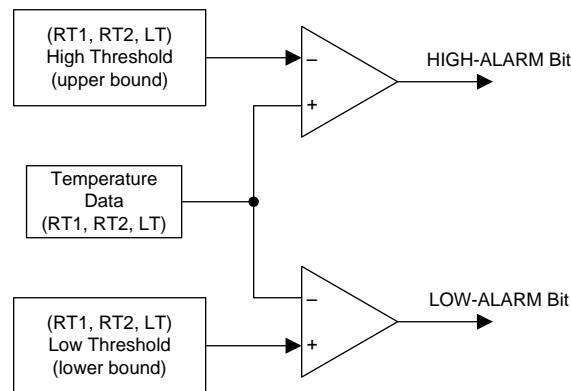 (RT1, RT2, LT)
High Threshold
(upper bound)
–
+
HIGH-ALARM Bit
Temperature
Data
(RT1, RT2, LT)
(RT1, RT2, LT)
Low Threshold
(lower bound)
–
+
LOW-ALARM Bit